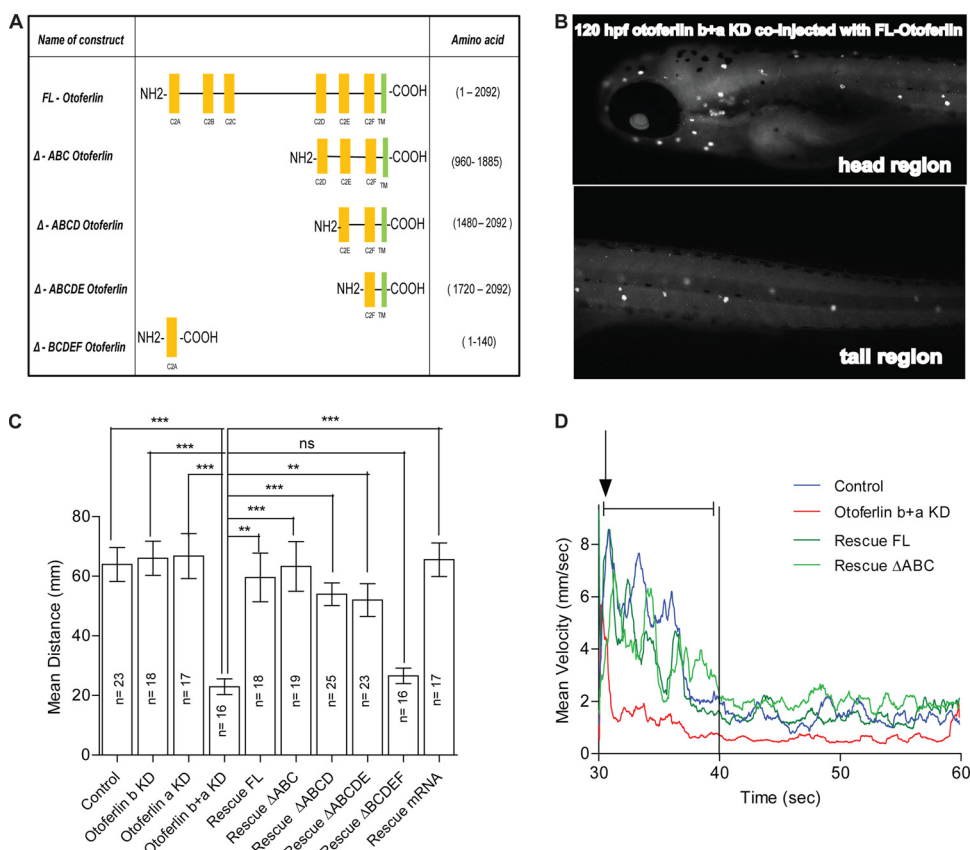 A
Name of construct
Amino acid
FL - Otoferlin
NH2-
-COOH
(1 – 2092)
C2A C2B C2C C2D C2E C2F TM
Δ - ABC Otoferlin
NH2-
-COOH
(960- 1885)
C2D C2E C2F TM
Δ - ABCD Otoferlin
NH2-
-COOH
(1480 – 2092 )
C2E C2F TM
Δ - ABCDE Otoferlin
NH2-
-COOH
( 1720 – 2092)
C2F TM
Δ - BCDEF Otoferlin
NH2-
-COOH
( 1-140)
C2A
B
120 hpf otoferlin b+a KD co-injected with FL-Otoferlin
head region
tail region
C
***
ns
***
***
**
***
***
**
Mean Distance (mm)
80
60
40
20
0
n= 23
n= 18
n= 17
n= 16
n= 18
n= 19
n= 25
n= 23
n= 16
n= 17
Control
Otoferlin b KD
Otoferlin a KD
Otoferlin b+a KD
Rescue FL
Rescue ΔABC
Rescue ΔABCD
Rescue ΔABCDE
Rescue ΔBCDEF
Rescue mRNA
D
Control
Otoferlin b+a KD
Rescue FL
Rescue ΔABC
Mean Velocity (mm/sec)
8
6
4
2
0
30 40 50 60
Time (sec)